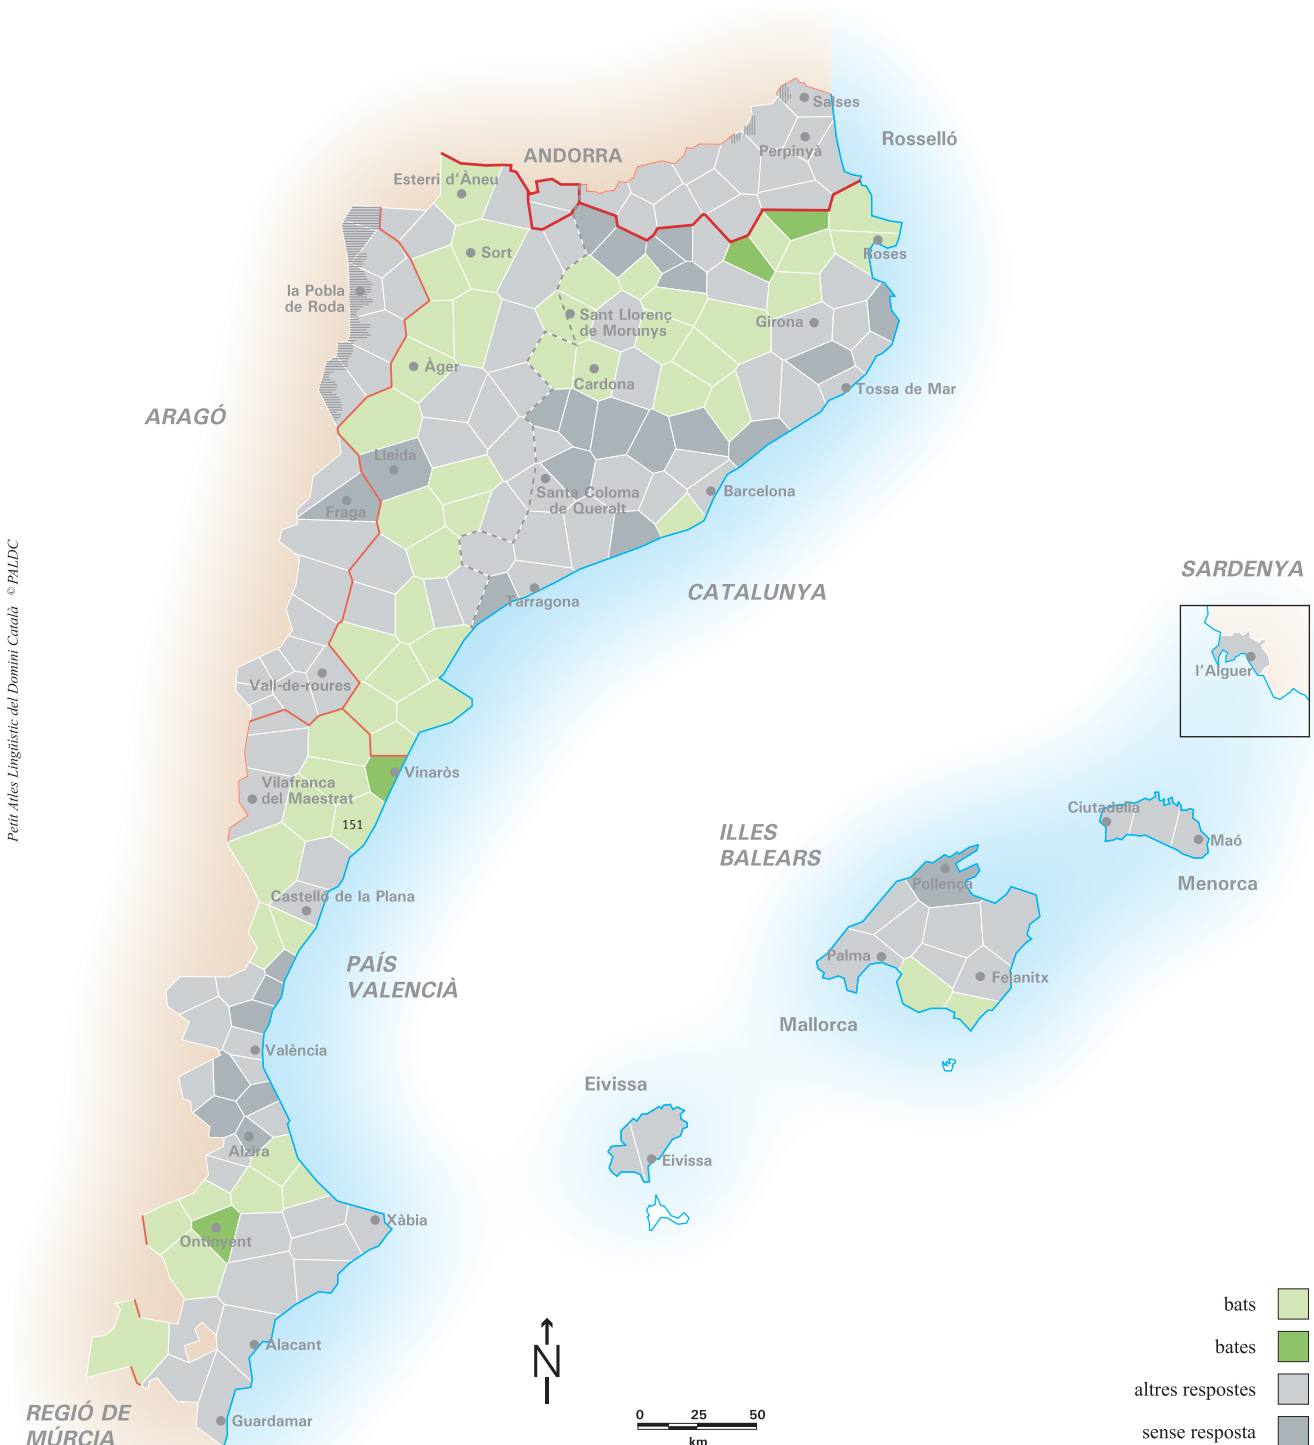 Salses
Rosselló
Perpinyà
ANDORRA
Esterri d'Àneu
Sort
Roses
la Pobla
de Roda
Sant Llorenç
de Morunys
Girona
Àger
Cardona
Tossa de Mar
ARAGÓ
Lleida
Santa Coloma
de Queralt
Barcelona
Fraga
Petit Atles Lingüístic del Domini Català © PALDC
SARDENYA
CATALUNYA
Tarragona
l'Alguer
Vall-de-roures
Vinaròs
Vilafranca
del Maestrat
151
ILLES
BALEARS
Ciutadella
Maó
Menorca
Pollença
Castelló de la Plana
PAÍS
VALENCIÀ
Palma
Felanitx
Mallorca
València
Eivissa
Alzira
Eivissa
Xàbia
Ontinyent
bats
bates
altres respostes
sense resposta
Alacant
N
REGIÓ DE
MÚRCIA
Guardamar
0 25 50
km